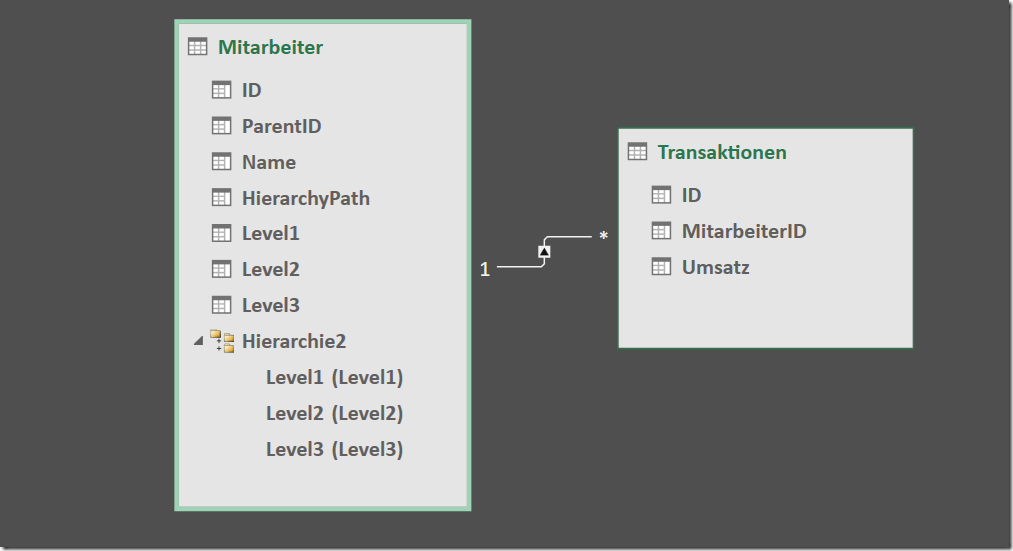 Mitarbeiter
ID
ParentID
Name
HierarchyPath
Level1
Level2
Level3
Hierarchie2
Level1 (Level1)
Level2 (Level2)
Level3 (Level3)
1
*
Transaktionen
ID
MitarbeiterID
Umsatz